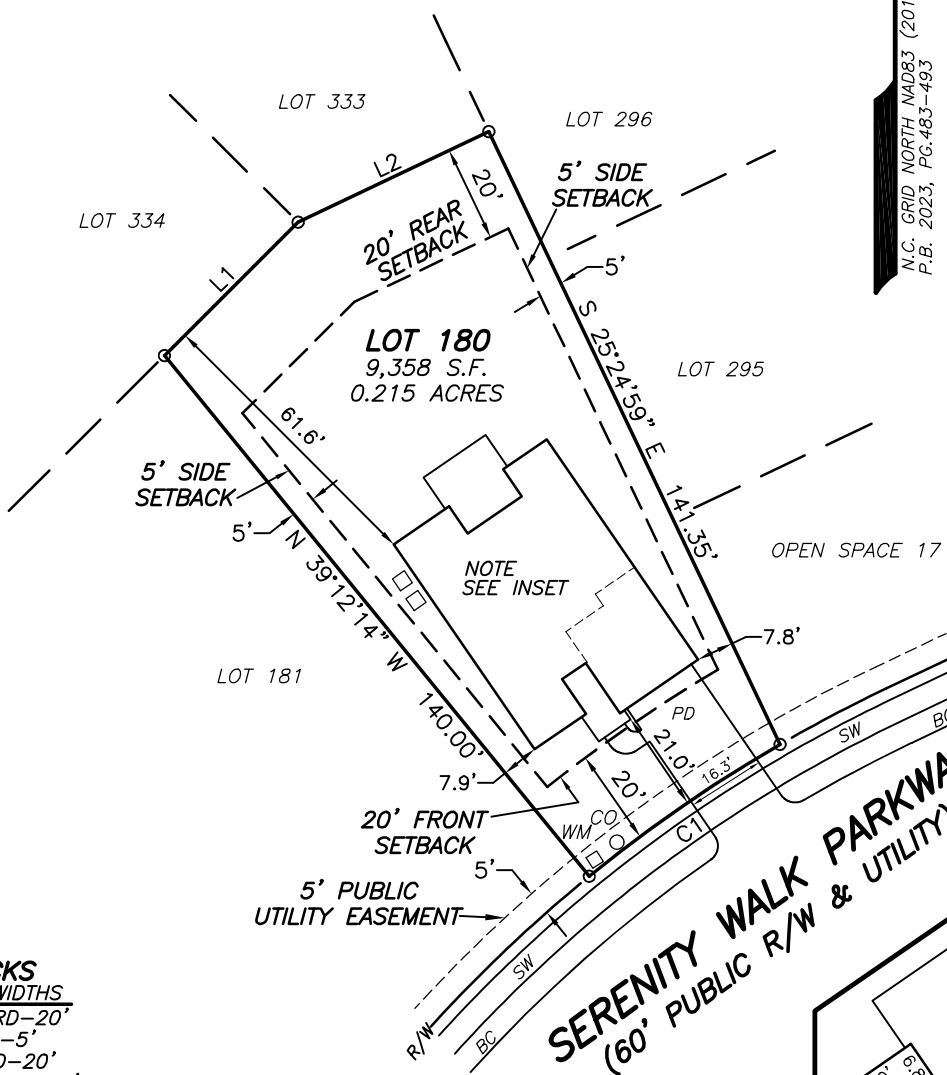 N.C. GRID NORTH NAD83 (201
P.B. 2023, PG.483-493
LOT 333
LOT 296
L2
20'
5' SIDE
SETBACK
LOT 334
20' REAR
SETBACK
L1
5'
LOT 180
9,358 S.F.
0.215 ACRES
S 25°24'59" E 141.35'
LOT 295
61.6'
5' SIDE
SETBACK
5'
N 39°12'14" W 140.00'
OPEN SPACE 17
NOTE
SEE INSET
7.8'
LOT 181
PD
SW
BC
21.0'
16.3'
7.9'
20'
20' FRONT
SETBACK
WM
CO
C1
5'
5' PUBLIC
UTILITY EASEMENT
SERENITY WALK PARKWA
(60' PUBLIC R/W & UTILITY)
SW
R/W
BC
CKS
WIDTHS
RD-20'
-5'
D-20'